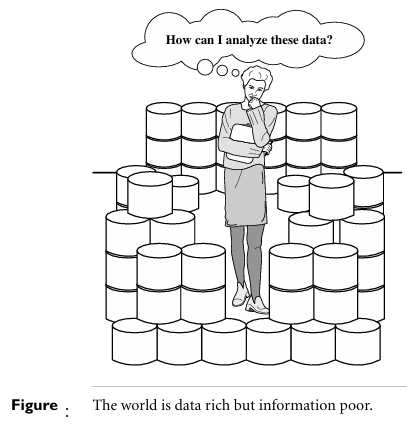 How can I analyze these data?
Figure : The world is data rich but information poor.